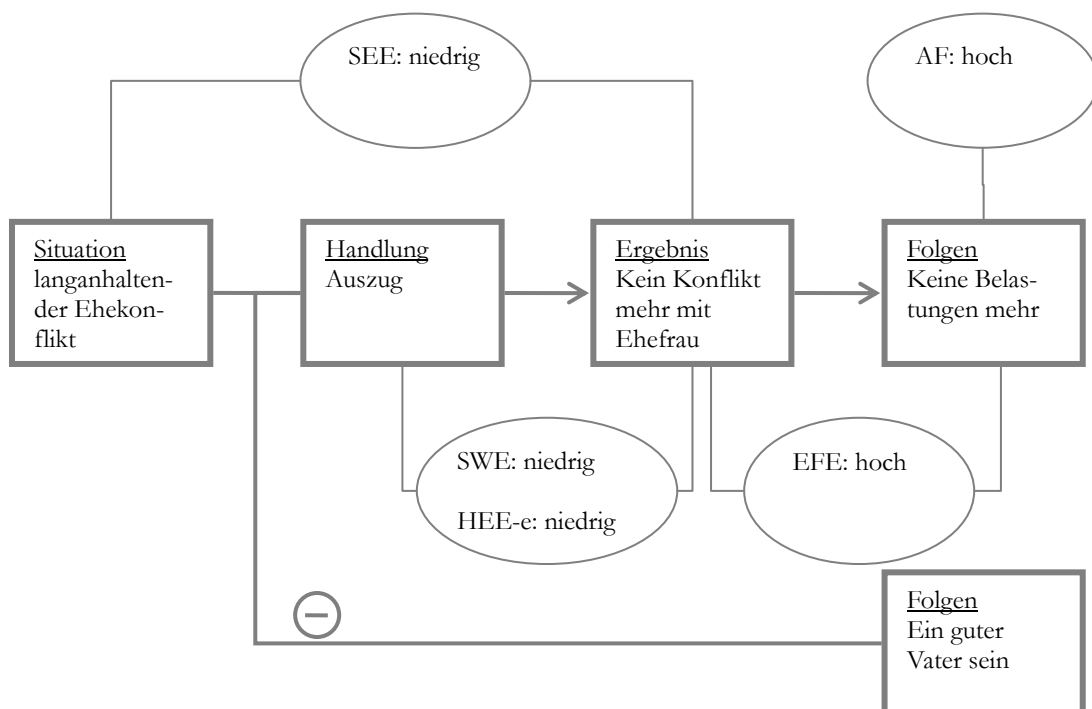 SEE: niedrig
AF: hoch
Situation
langanhalten-
der Ehekon-
flikt
Handlung
Auszug
Ergebnis
Kein Konflikt
mehr mit
Ehefrau
Folgen
Keine Belas-
tungen mehr
SWE: niedrig
HEE-e: niedrig
EFE: hoch
Folgen
Ein guter
Vater sein